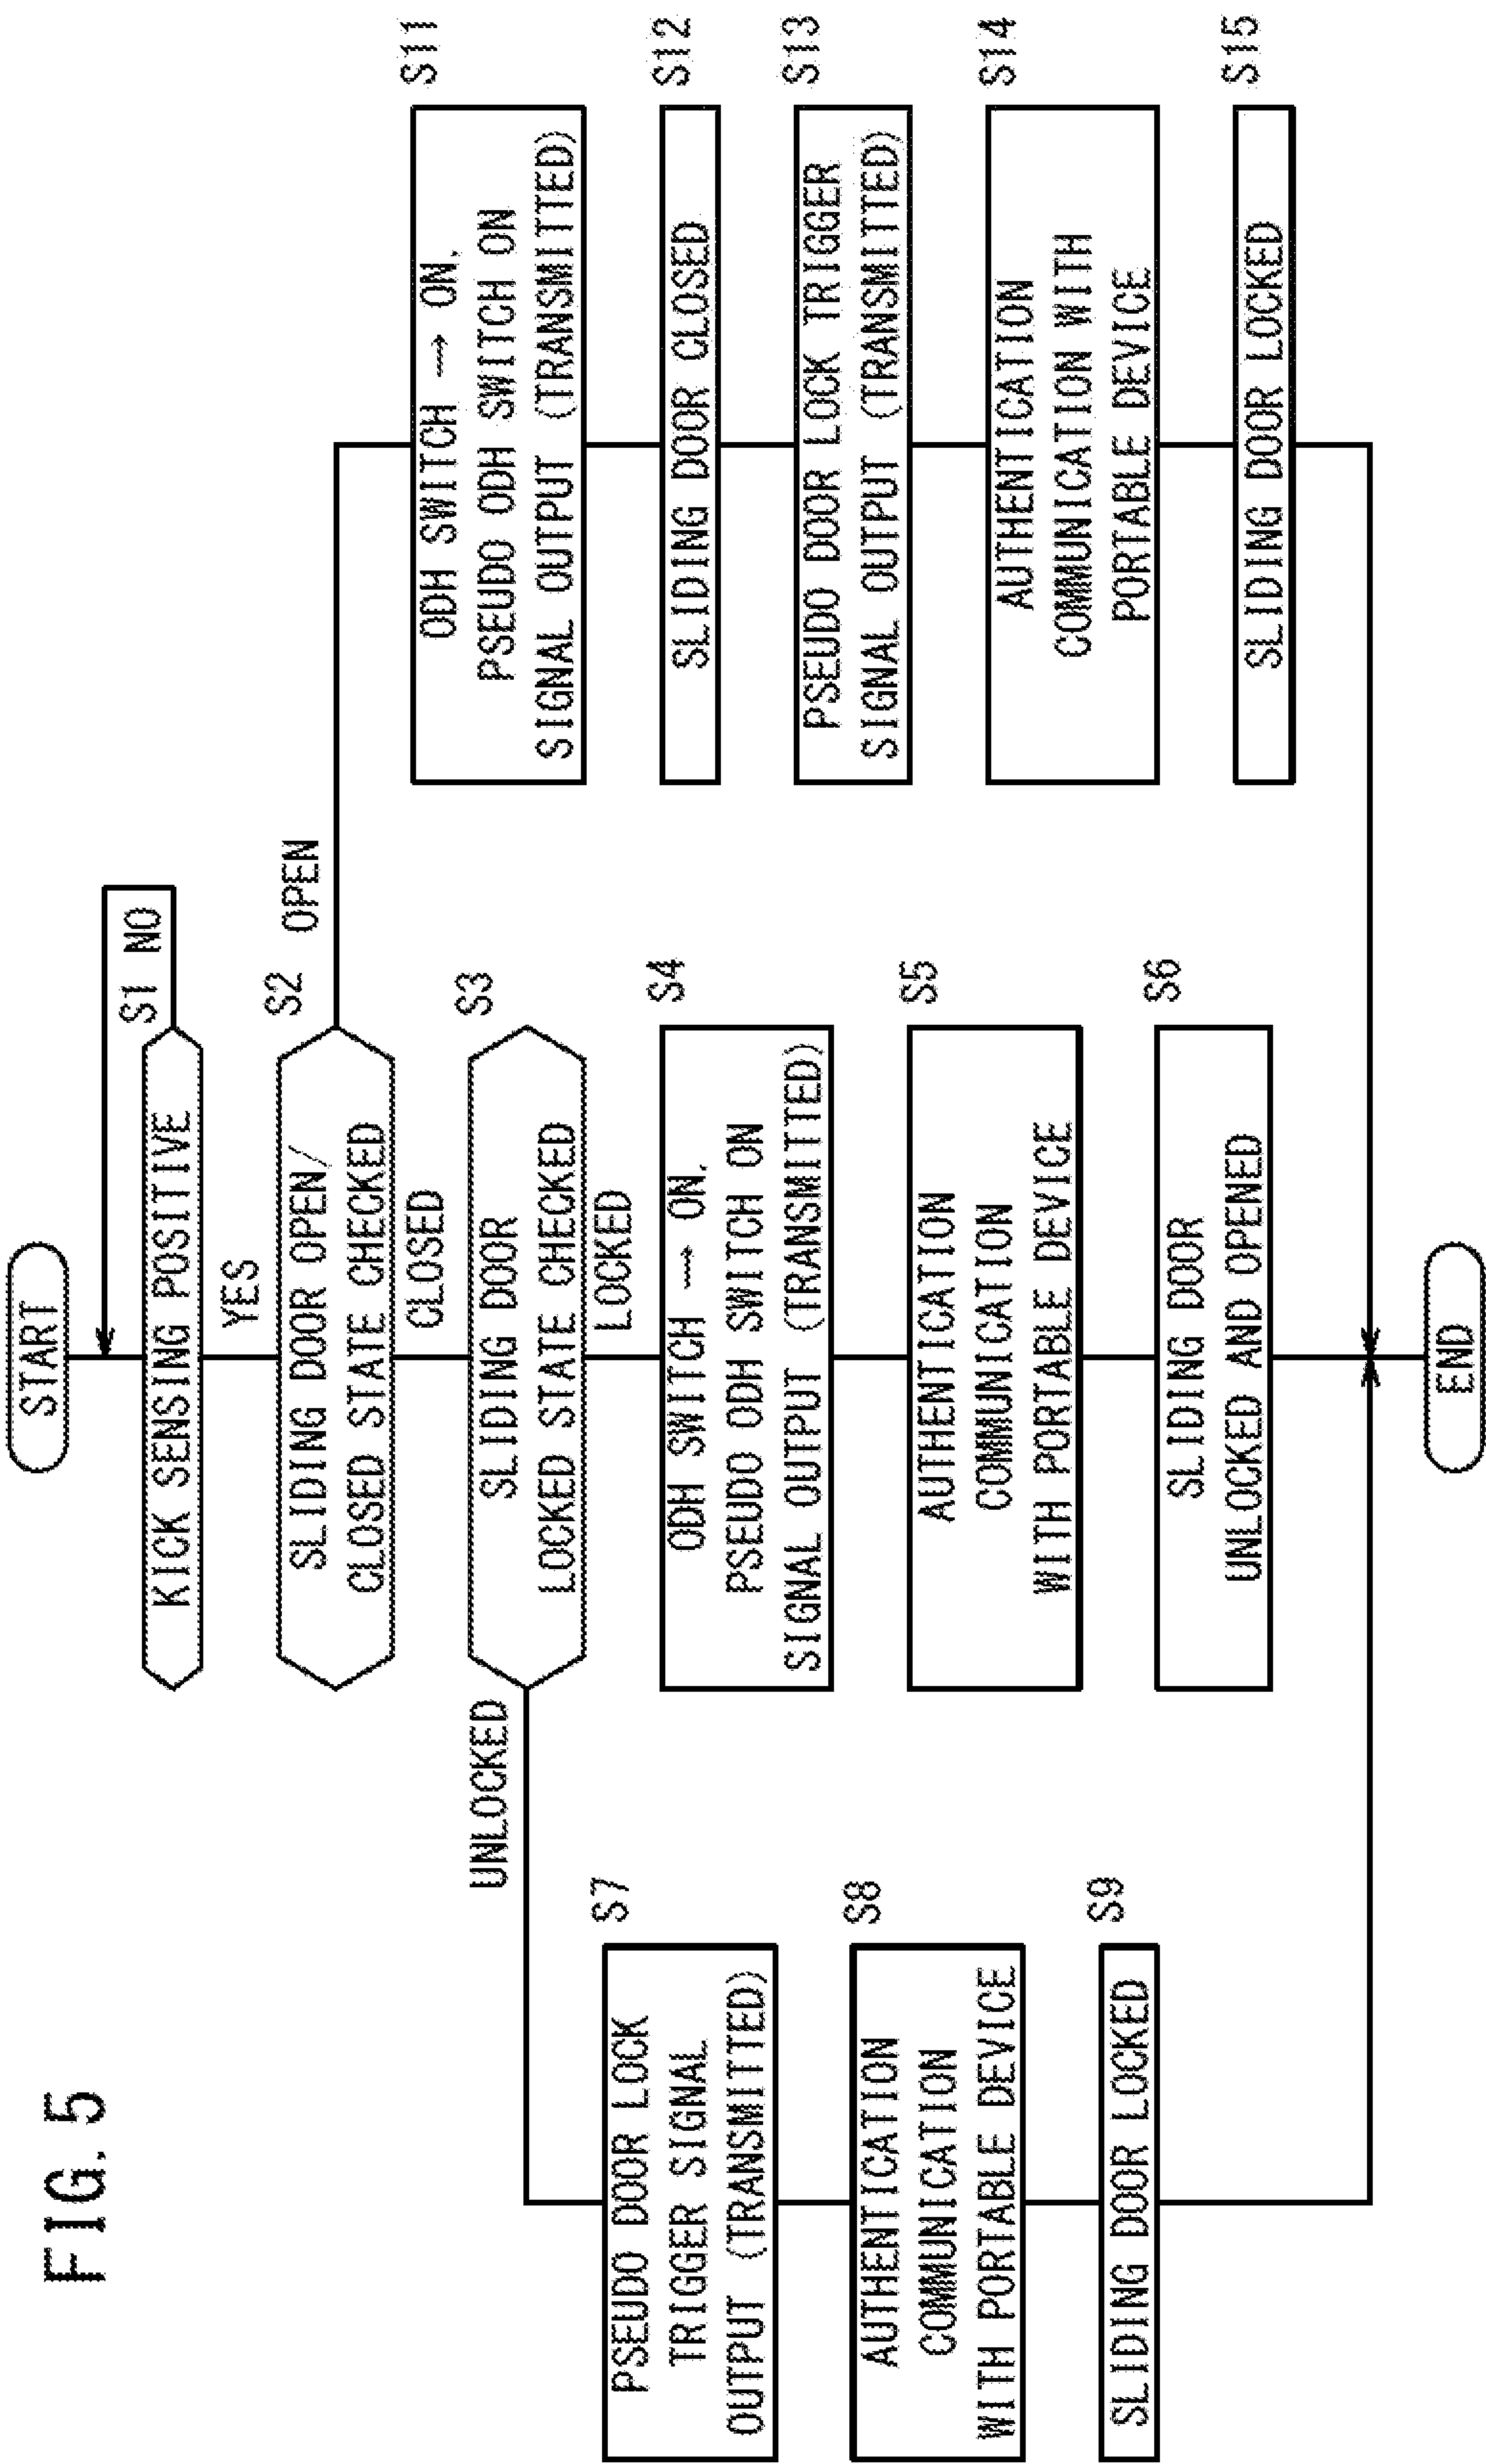 FIG. 5
START
KICK SENSING POSITIVE
S1 NO
YES
SLIDING DOOR OPEN/
CLOSED STATE CHECKED
S2
OPEN
CLOSED
SLIDING DOOR
LOCKED STATE CHECKED
S3
UNLOCKED
LOCKED
ODH SWITCH → ON,
PSEUDO ODH SWITCH ON
SIGNAL OUTPUT (TRANSMITTED)
S4
AUTHENTICATION
COMMUNICATION
WITH PORTABLE DEVICE
S5
SLIDING DOOR
UNLOCKED AND OPENED
S6
PSEUDO DOOR LOCK
TRIGGER SIGNAL
OUTPUT (TRANSMITTED)
S7
AUTHENTICATION
COMMUNICATION
WITH PORTABLE DEVICE
S8
SLIDING DOOR LOCKED
S9
ODH SWITCH → ON,
PSEUDO ODH SWITCH ON
SIGNAL OUTPUT (TRANSMITTED)
S11
SLIDING DOOR CLOSED
S12
PSEUDO DOOR LOCK TRIGGER
SIGNAL OUTPUT (TRANSMITTED)
S13
AUTHENTICATION
COMMUNICATION WITH
PORTABLE DEVICE
S14
SLIDING DOOR LOCKED
S15
END